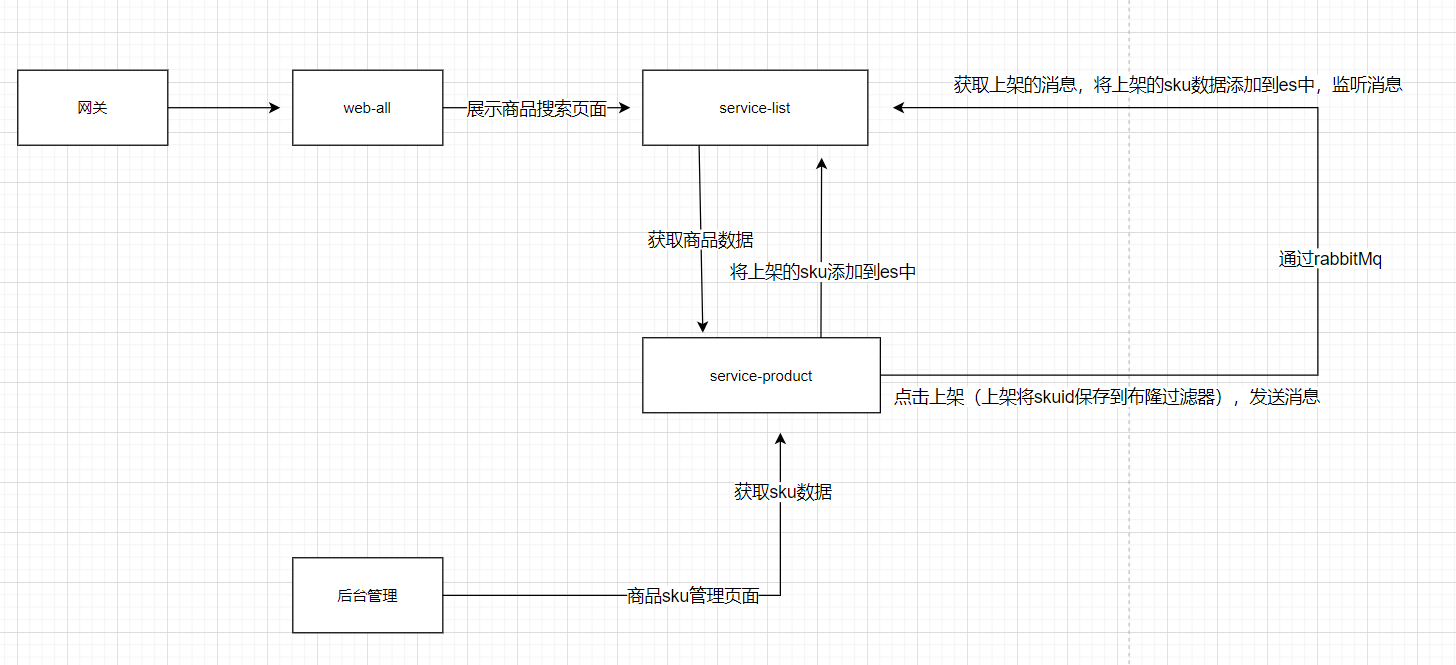 获取上架的消息，将上架的sku数据添加到es中，监听消息
网关
web-all
展示商品搜索页面
service-list
获取商品数据
通过rabbitMq
将上架的sku添加到es中
service-product
点击上架（上架将skuid保存到布隆过滤器），发送消息
获取sku数据
后台管理
商品sku管理页面